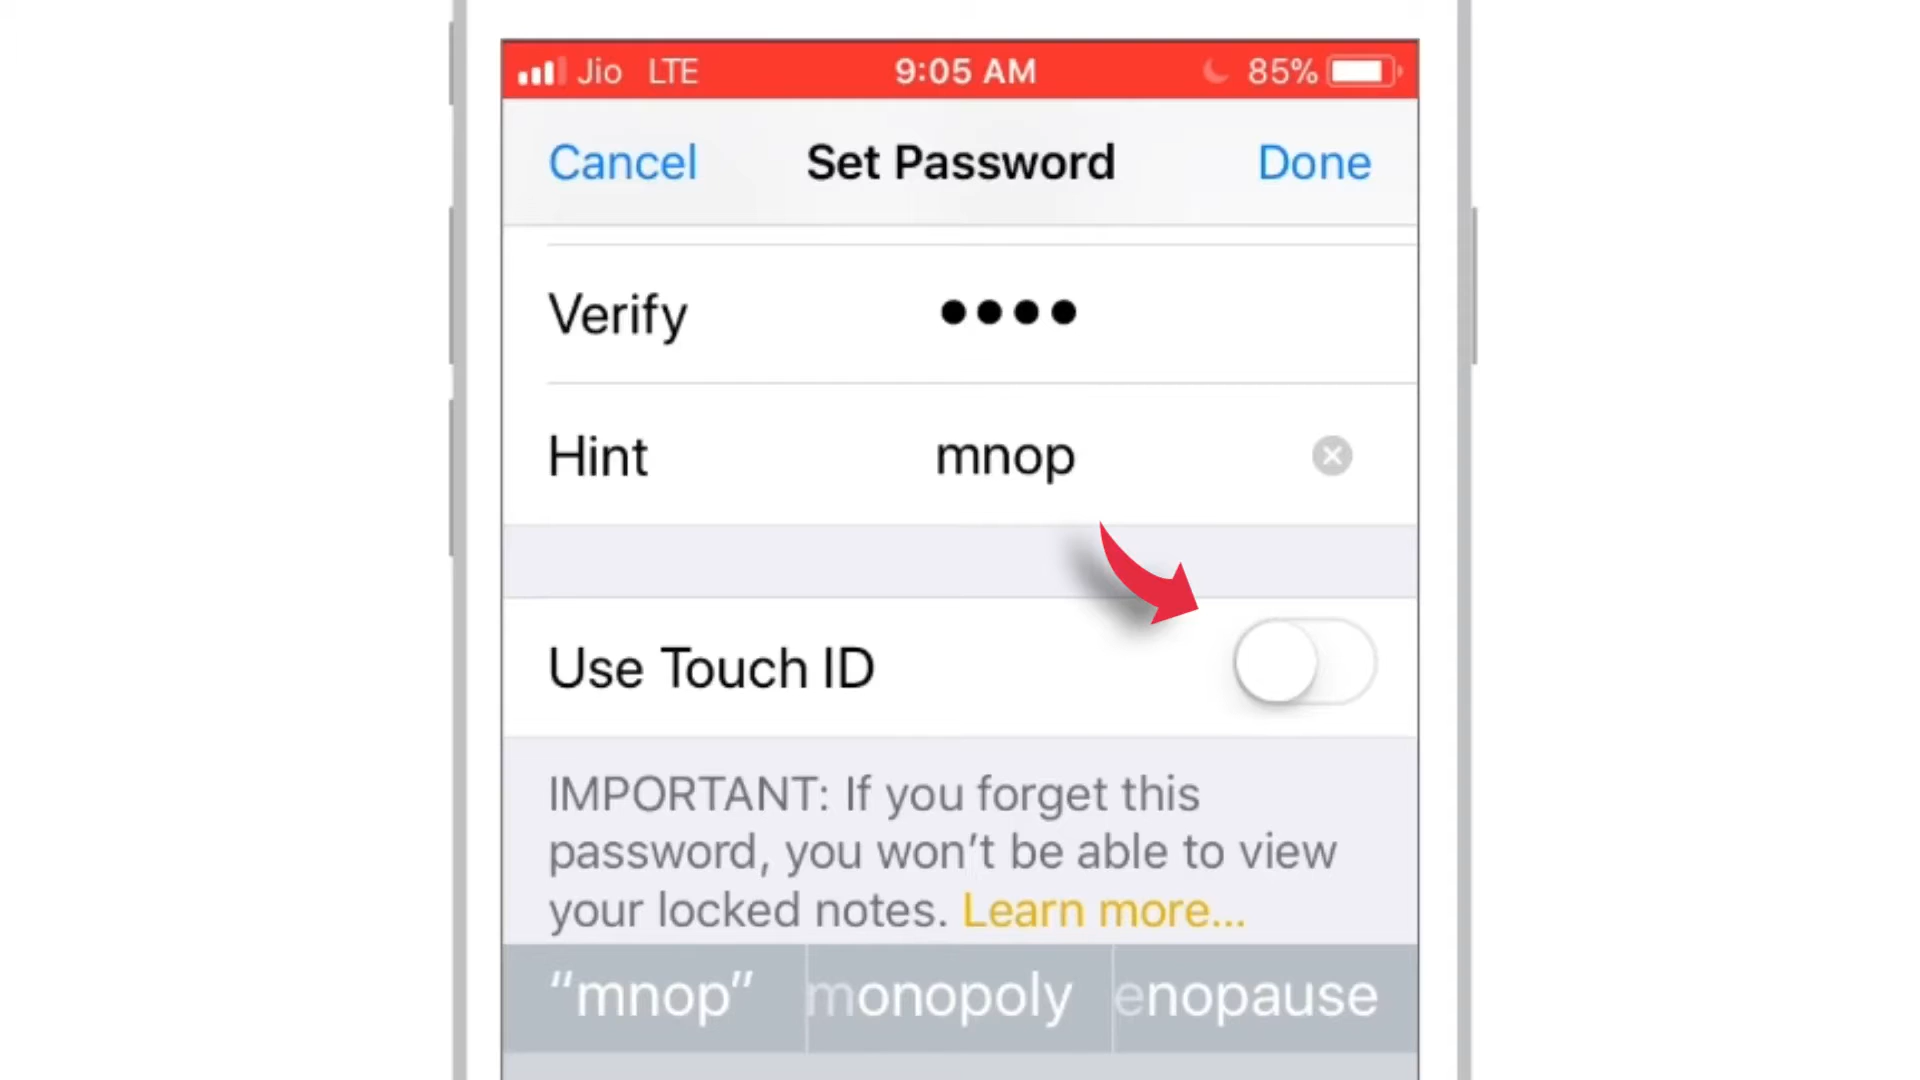 Jio LTE 9:05 AM 85%
Cancel Set Password Done
Verify ••••
Hint mnop
Use Touch ID
IMPORTANT: If you forget this
password, you won’t be able to view
your locked notes. Learn more...
“mnop” monopoly enopause